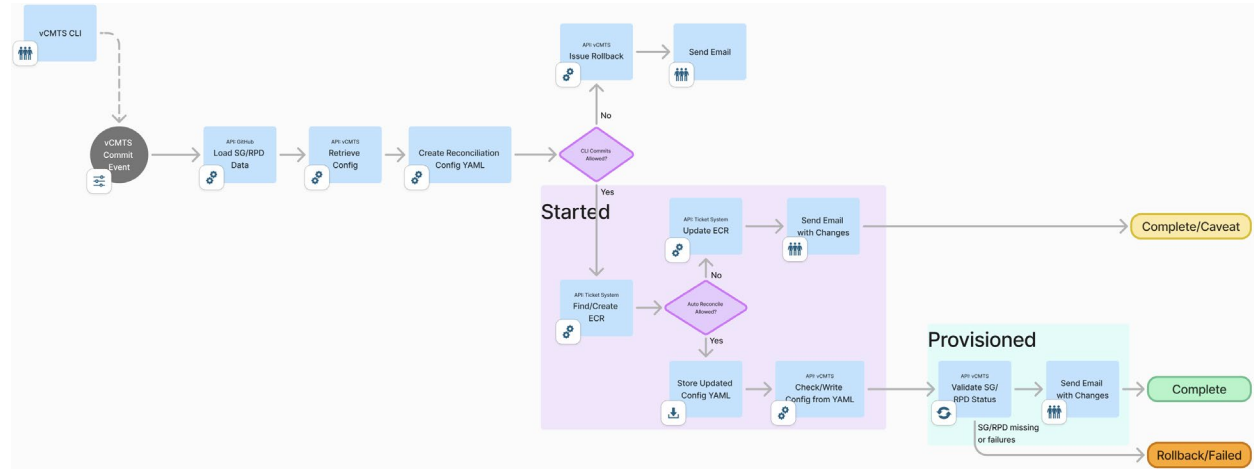 vCMTS CLI
vCMTS
Commit
Event
API: GitHub
Load SG/RPD
Data
API: vCMTS
Retrieve
Config
Create Reconciliation
Config YAML
CLI Commits
Allowed?
No
API: vCMTS
Issue Rollback
Send Email
Yes
Started
API: Ticket System
Find/Create
ECR
Auto Reconcile
Allowed?
No
API: Ticket System
Update ECR
Send Email
with Changes
Complete/Caveat
Yes
Store Updated
Config YAML
API: vCMTS
Check/Write
Config from YAML
Provisioned
API: vCMTS
Validate SG/
RPD Status
Send Email
with Changes
Complete
SG/RPD missing
or failures
Rollback/Failed